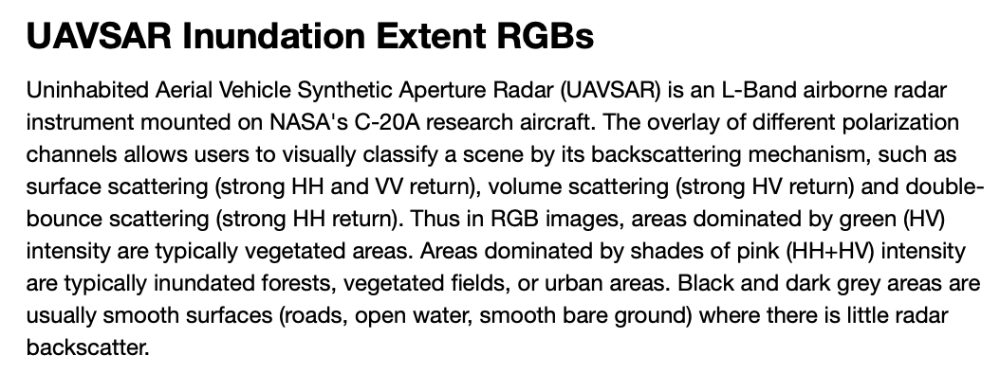 UAVSAR Inundation Extent RGBs
Uninhabited Aerial Vehicle Synthetic Aperture Radar (UAVSAR) is an L-Band airborne radar
instrument mounted on NASA's C-20A research aircraft. The overlay of different polarization
channels allows users to visually classify a scene by its backscattering mechanism, such as
surface scattering (strong HH and VV return), volume scattering (strong HV return) and double-
bounce scattering (strong HH return). Thus in RGB images, areas dominated by green (HV)
intensity are typically vegetated areas. Areas dominated by shades of pink (HH+HV) intensity
are typically inundated forests, vegetated fields, or urban areas. Black and dark grey areas are
usually smooth surfaces (roads, open water, smooth bare ground) where there is little radar
backscatter.